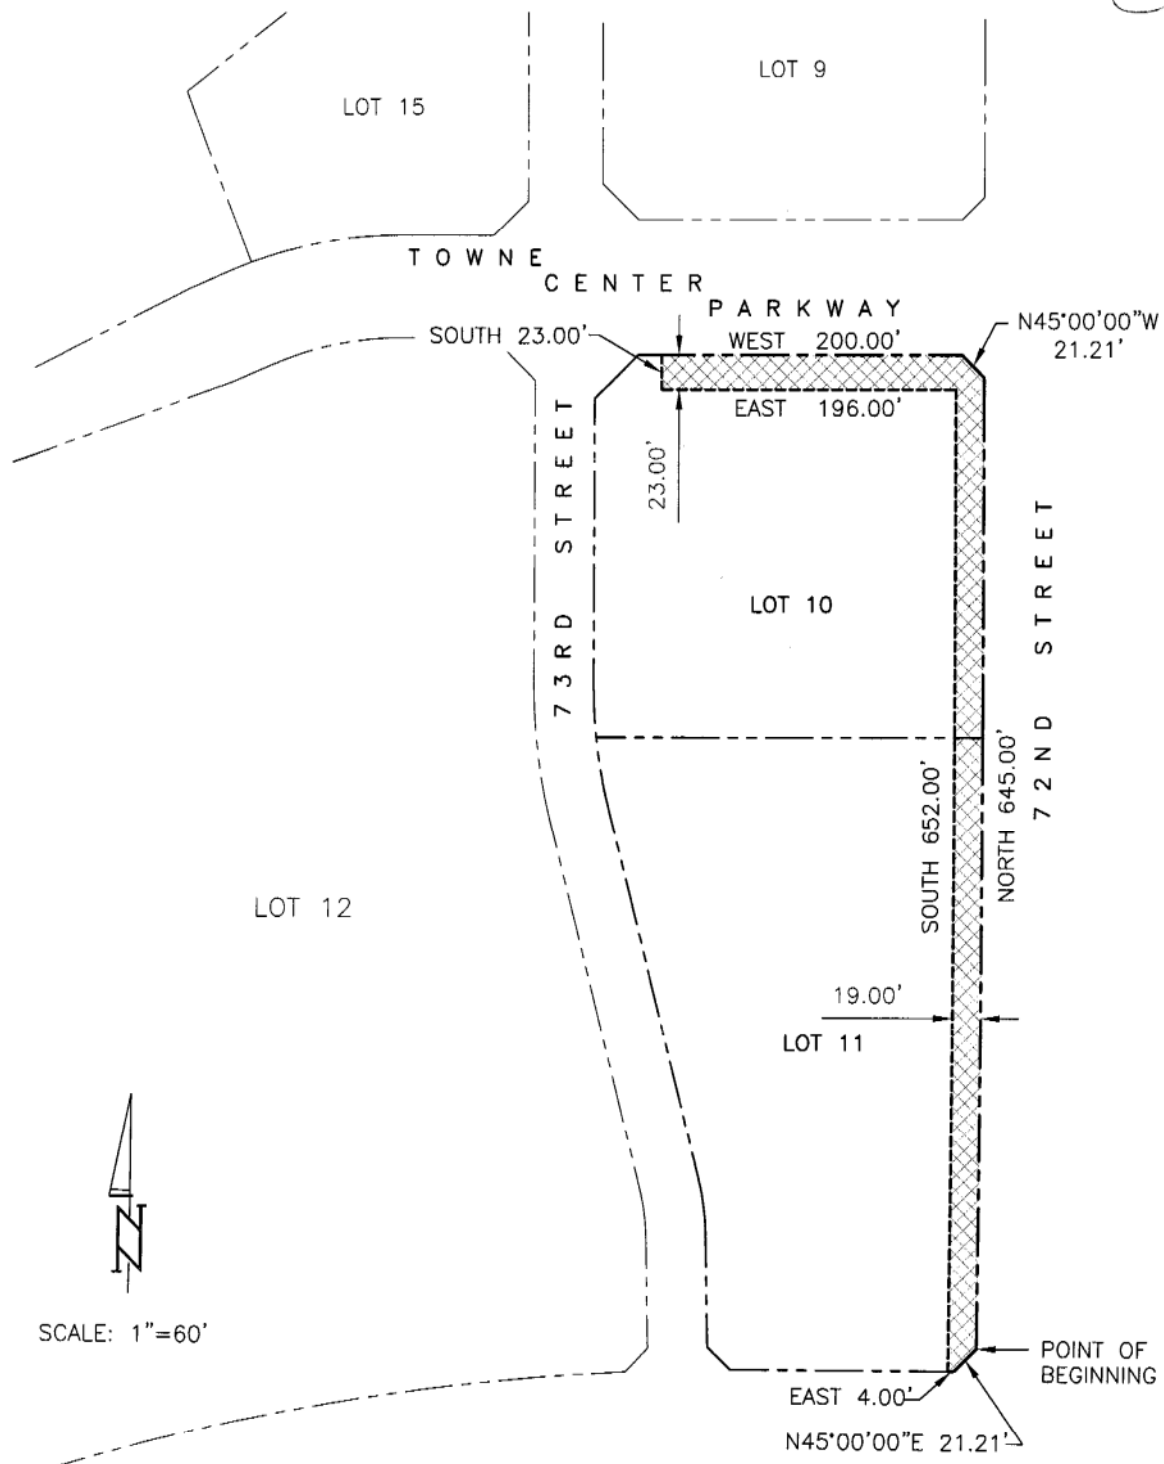 LOT 15
LOT 9
TOWNE
CENTER
PARKWAY
SOUTH 23.00'
WEST 200.00'
N45°00'00"W
21.21'
EAST 196.00'
23.00'
73RD STREET
LOT 10
72ND STREET
SOUTH 652.00'
NORTH 645.00'
LOT 12
19.00'
LOT 11
N
SCALE: 1"=60'
POINT OF
BEGINNING
EAST 4.00'
N45°00'00"E 21.21'